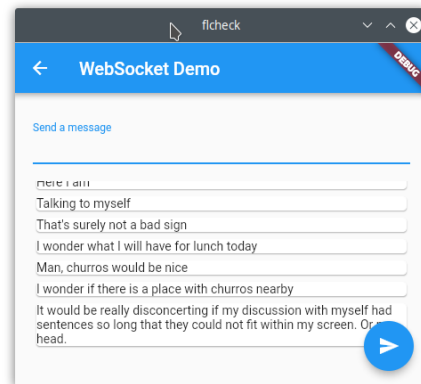 flcheck
WebSocket Demo
DEBUG
Send a message
Here I am
Talking to myself
That's surely not a bad sign
I wonder what I will have for lunch today
Man, churros would be nice
I wonder if there is a place with churros nearby
It would be really disconcerting if my discussion with myself had
sentences so long that they could not fit within my screen. Or
head.